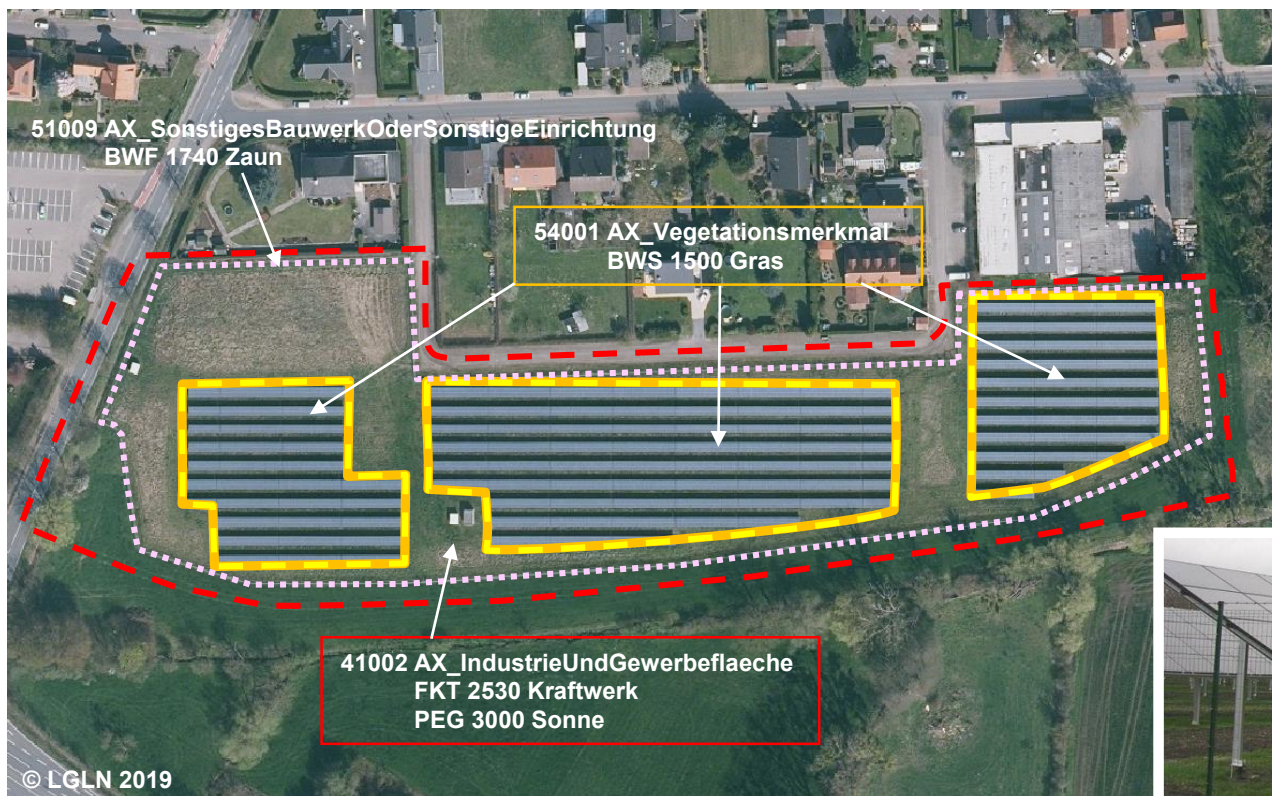 51009 AX_SonstigesBauwerkOderSonstigeEinrichtung
BWF 1740 Zaun
54001 AX_Vegetationsmerkmal
BWS 1500 Gras
41002 AX_IndustrieUndGewerbeflaeche
FKT 2530 Kraftwerk
PEG 3000 Sonne
© LGLN 2019